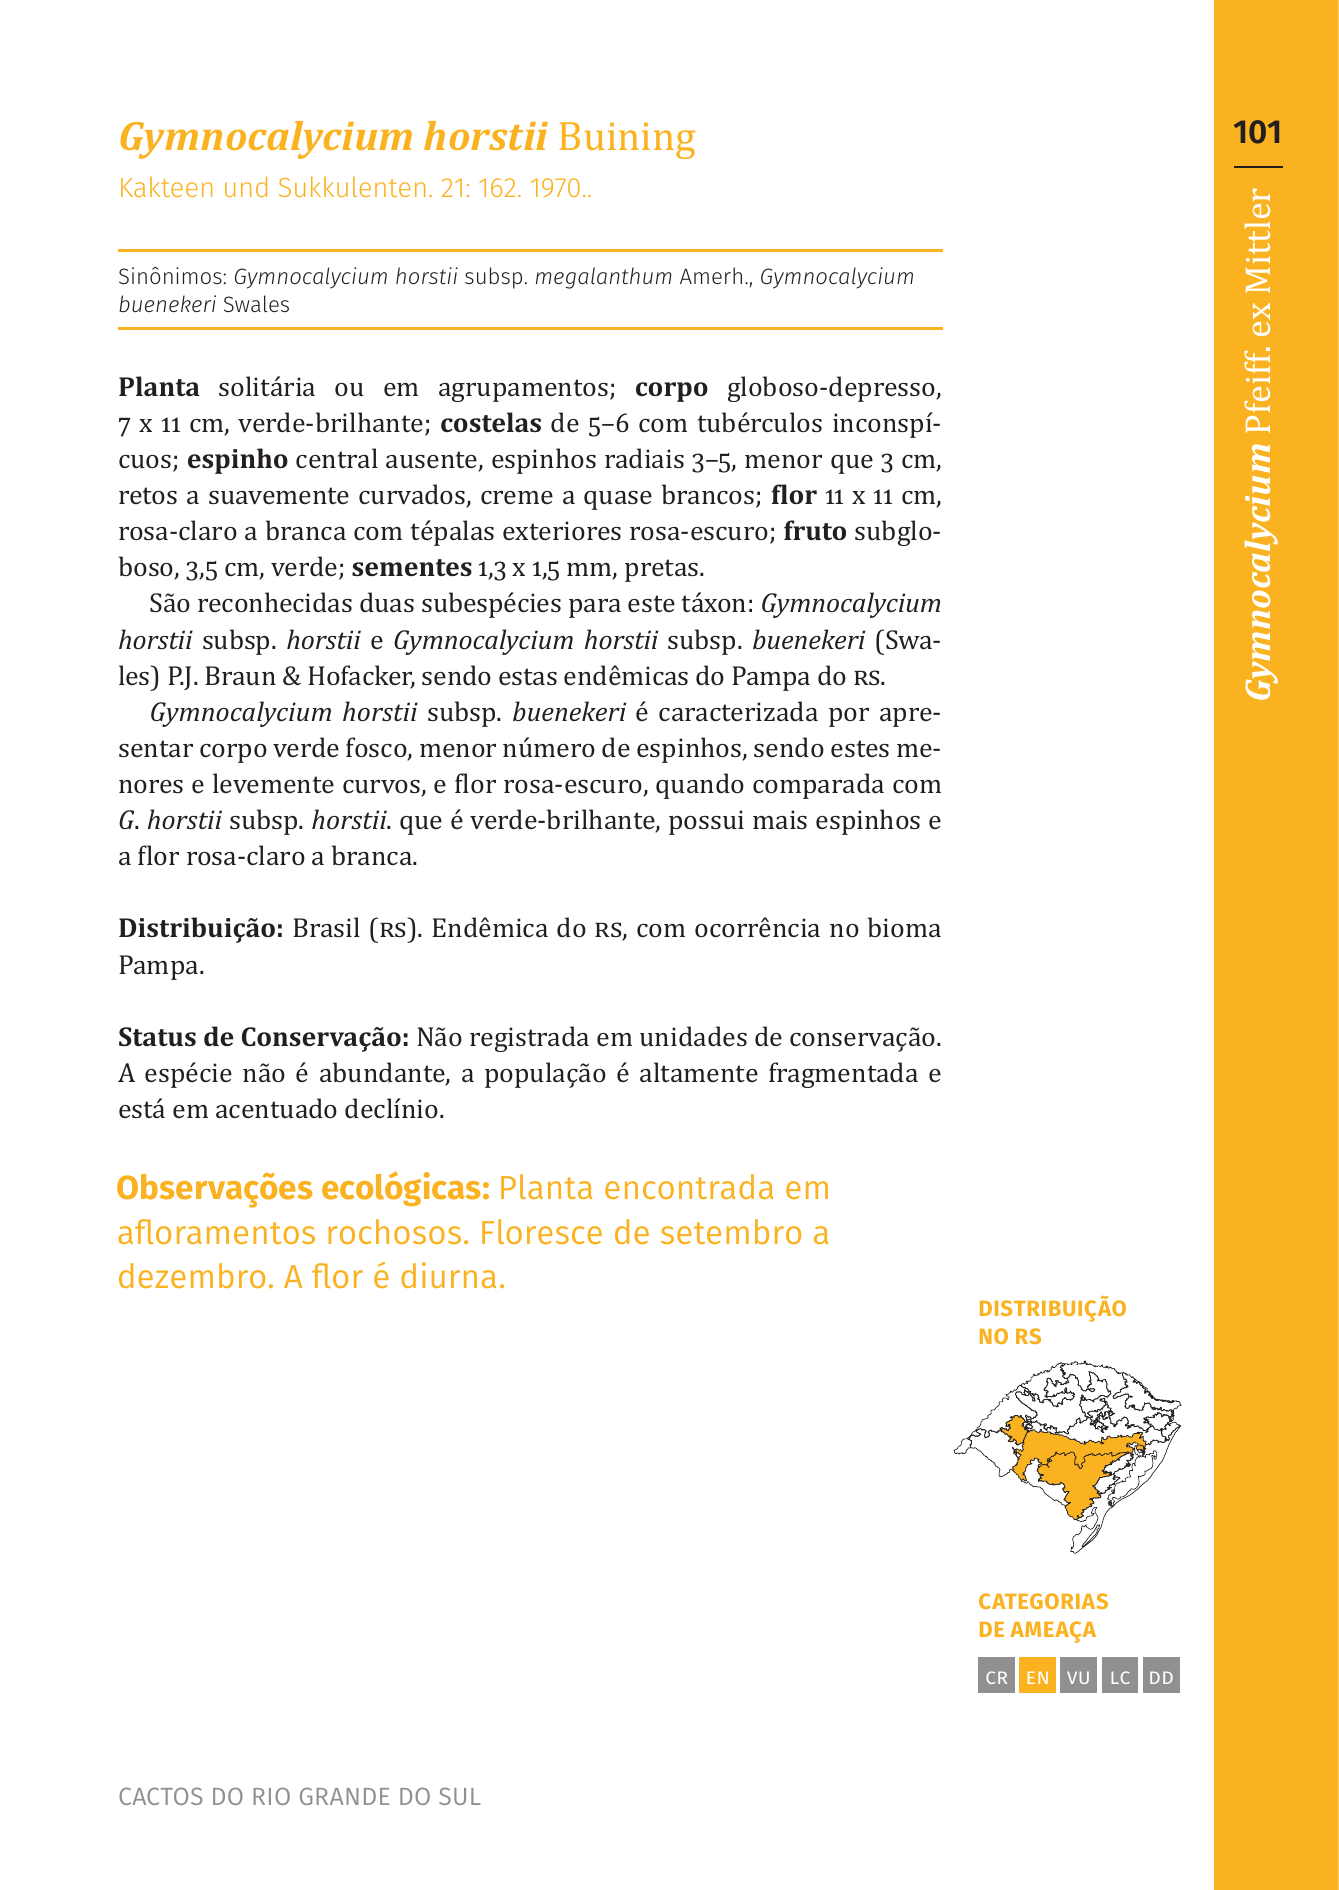 Gymnocalycium horstii Buining
Kakteen und Sukkulenten. 21: 162. 1970..
Sinônimos: Gymnocalycium horstii subsp. megalanthum Amerh., Gymnocalycium
buenekeri Swales
Planta solitária ou em agrupamentos; corpo globoso-depresso,
7 x 11 cm, verde-brilhante; costelas de 5–6 com tubérculos inconspí-
cuos; espinho central ausente, espinhos radiais 3–5, menor que 3 cm,
retos a suavemente curvados, creme a quase brancos; flor 11 x 11 cm,
rosa-claro a branca com tépalas exteriores rosa-escuro; fruto subglo-
boso, 3,5 cm, verde; sementes 1,3 x 1,5 mm, pretas.
São reconhecidas duas subespécies para este táxon: Gymnocalycium
horstii subsp. horstii e Gymnocalycium horstii subsp. buenekeri (Swa-
les) P.J. Braun & Hofacker, sendo estas endêmicas do Pampa do RS.
Gymnocalycium horstii subsp. buenekeri é caracterizada por apre-
sentar corpo verde fosco, menor número de espinhos, sendo estes me-
nores e levemente curvos, e flor rosa-escuro, quando comparada com
G. horstii subsp. horstii. que é verde-brilhante, possui mais espinhos e
a flor rosa-claro a branca.
Distribuição: Brasil (RS). Endêmica do RS, com ocorrência no bioma
Pampa.
Status de Conservação: Não registrada em unidades de conservação.
A espécie não é abundante, a população é altamente fragmentada e
está em acentuado declínio.
Observações ecológicas: Planta encontrada em
afloramentos rochosos. Floresce de setembro a
dezembro. A flor é diurna.
DISTRIBUIÇÃO
NO RS
CATEGORIAS
DE AMEAÇA
CR EN VU LC DD
CACTOS DO RIO GRANDE DO SUL
101
Gymnocalycium Pfeiff. ex Mittler